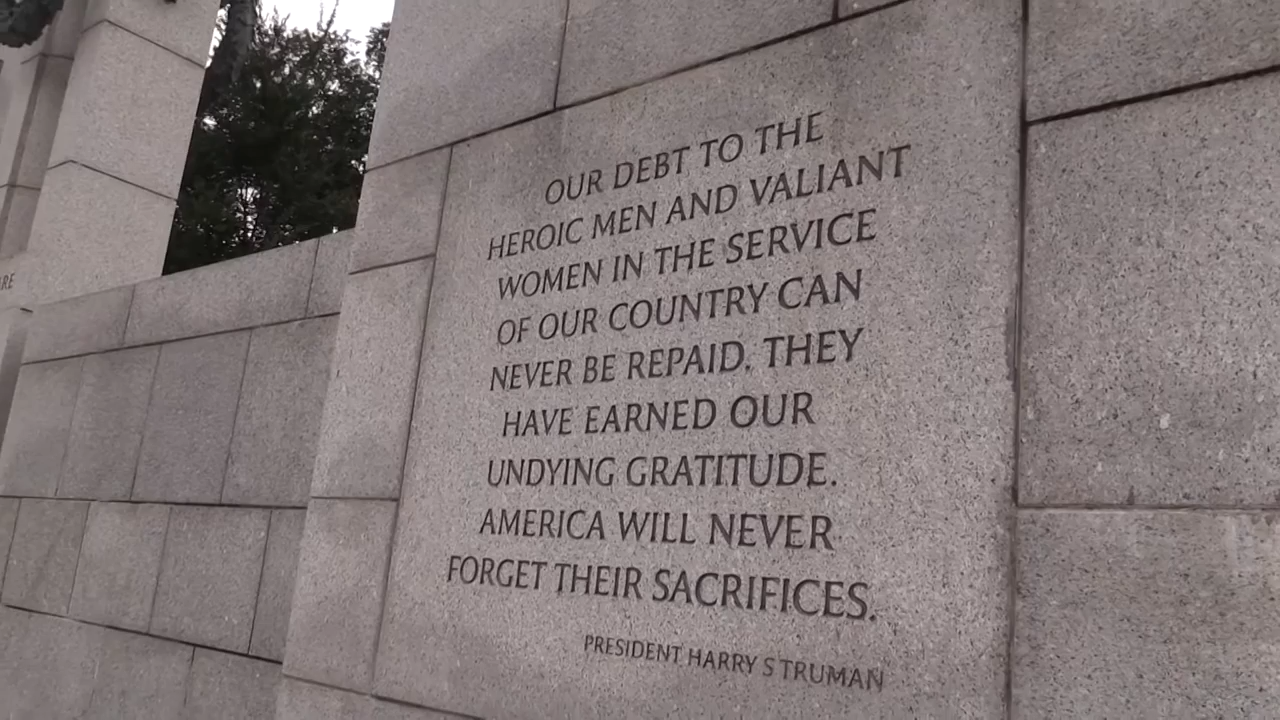 OUR DEBT TO THE
HEROIC MEN AND VALIANT
WOMEN IN THE SERVICE
OF OUR COUNTRY CAN
NEVER BE REPAID. THEY
HAVE EARNED OUR
UNDYING GRATITUDE.
AMERICA WILL NEVER
FORGET THEIR SACRIFICES.
PRESIDENT HARRY S TRUMAN